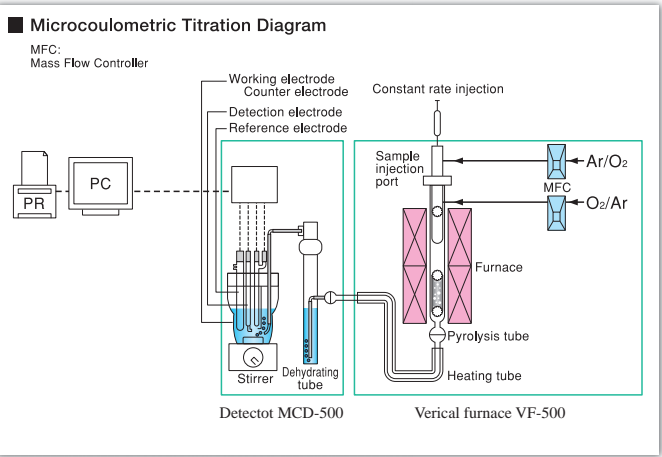 Microcoulometric Titration Diagram
MFC:
Mass Flow Controller
Working electrode
Counter electrode
Detection electrode
Reference electrode
Constant rate injection
Sample
injection
port
Ar/O2
MFC
O2/Ar
PR
PC
Furnace
Pyrolysis tube
Heating tube
Stirrer
Dehydrating
tube
Detectot MCD-500
Verical furnace VF-500